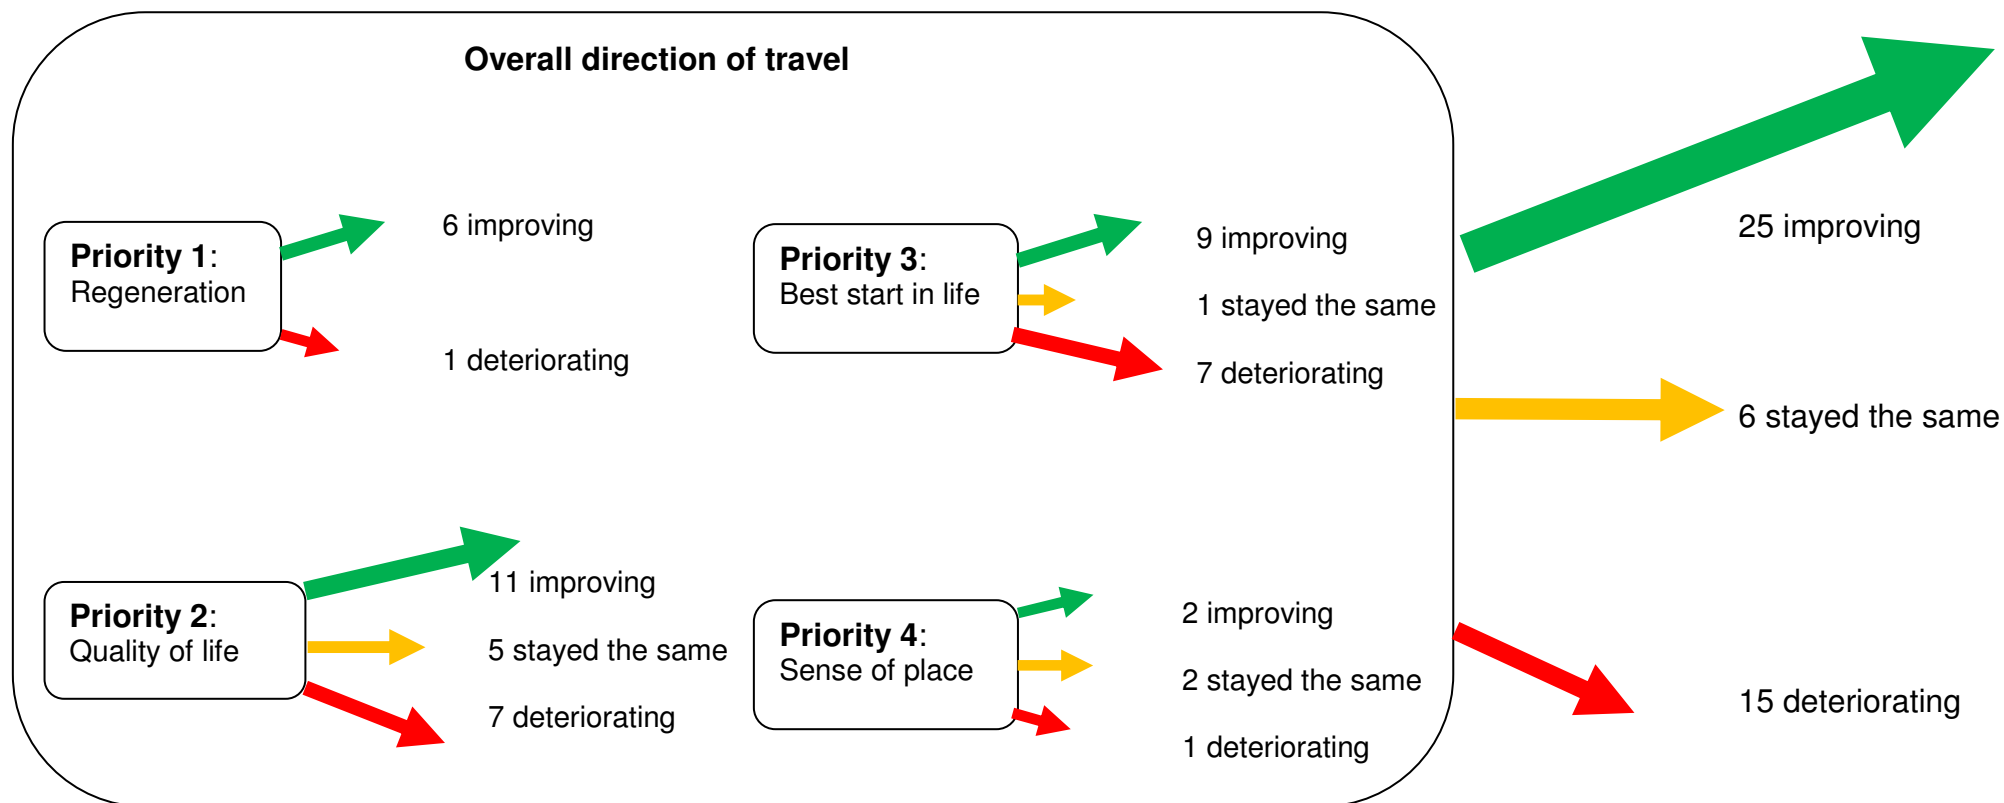 Overall direction of travel
Priority 1:
Regeneration
6 improving
1 deteriorating
Priority 2:
Quality of life
11 improving
5 stayed the same
7 deteriorating
Priority 3:
Best start in life
9 improving
1 stayed the same
7 deteriorating
Priority 4:
Sense of place
2 improving
2 stayed the same
1 deteriorating
25 improving
6 stayed the same
15 deteriorating